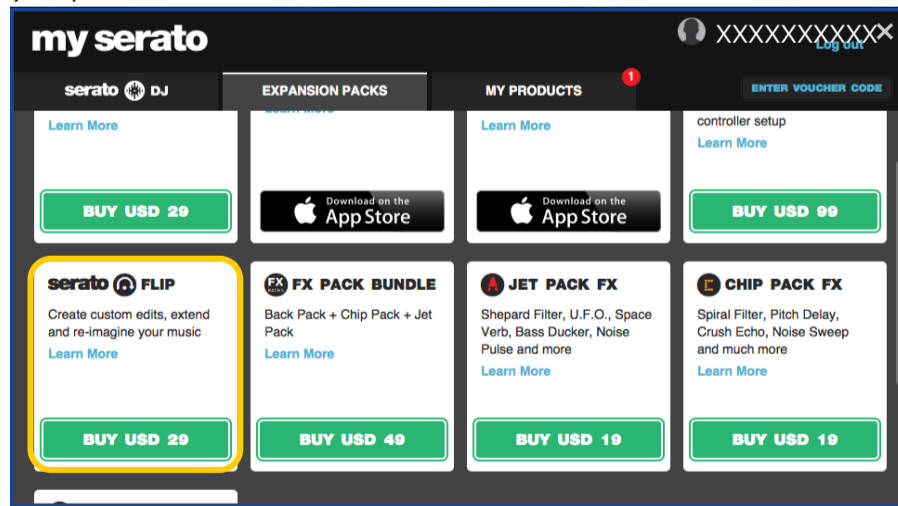 my serato
XXXXXXXXXX
Log out
serato DJ
EXPANSION PACKS
MY PRODUCTS
1
ENTER VOUCHER CODE
Learn More
Learn More
Learn More
controller setup
Learn More
BUY USD 29
Download on the
App Store
Download on the
App Store
BUY USD 99
serato FLIP
Create custom edits, extend
and re-imagine your music
Learn More
BUY USD 29
FX
PACKS
FX PACK BUNDLE
Back Pack + Chip Pack + Jet
Pack
Learn More
BUY USD 49
JET PACK FX
Shepard Filter, U.F.O., Space
Verb, Bass Ducker, Noise
Pulse and more
Learn More
BUY USD 19
CHIP PACK FX
Spiral Filter, Pitch Delay,
Crush Echo, Noise Sweep
and much more
Learn More
BUY USD 19